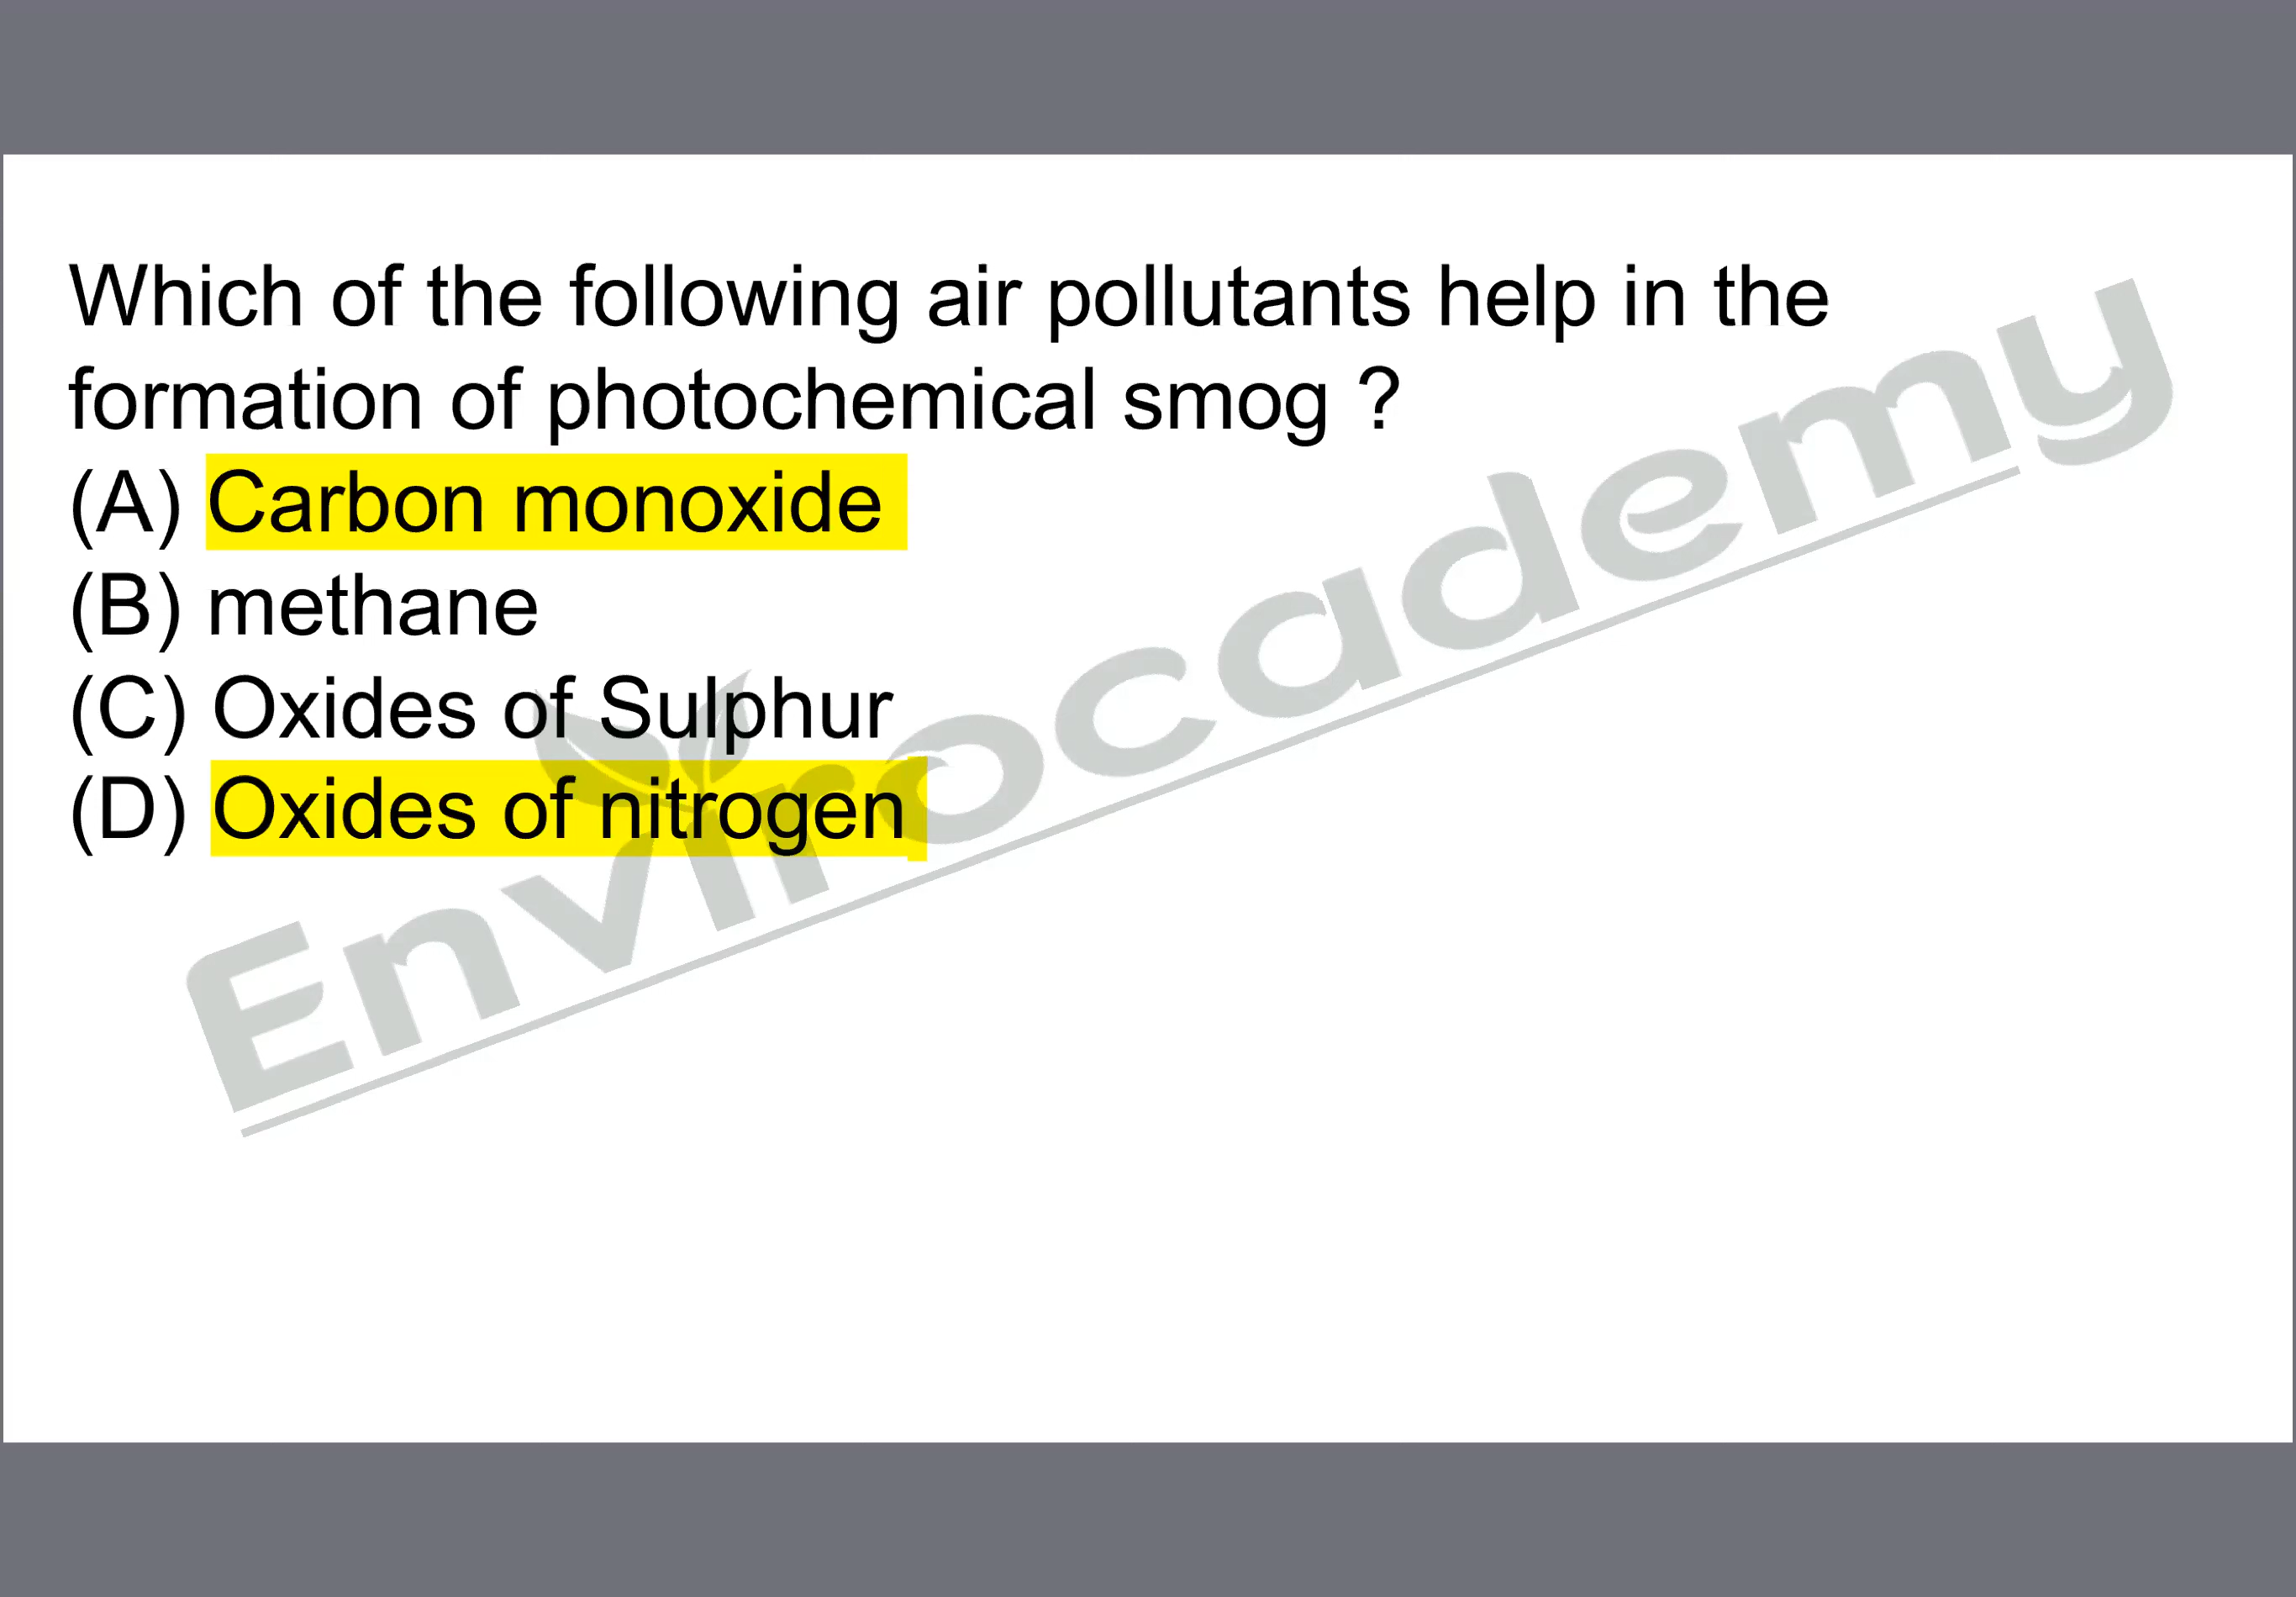 Which of the following air pollutants help in the
formation of photochemical smog ?
(A) Carbon monoxide
(B) methane
(C) Oxides of Sulphur
(D) Oxides of nitrogen
Envirocademy